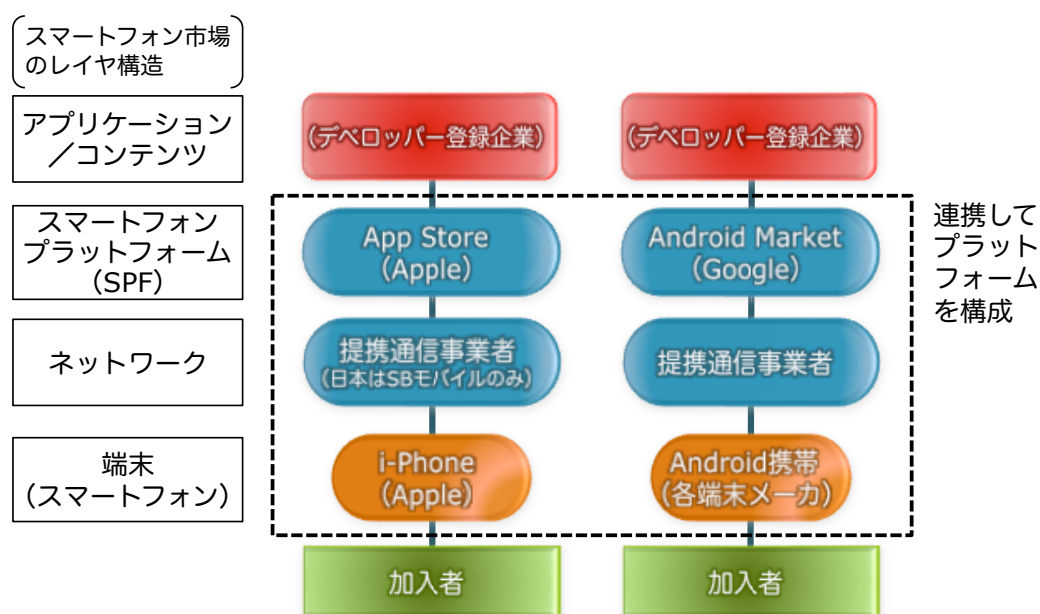 スマートフォン市場
のレイヤ構造
アプリケーション
／コンテンツ
(デベロッパー登録企業)
(デベロッパー登録企業)
スマートフォン
プラットフォーム
(SPF)
App Store
(Apple)
Android Market
(Google)
連携して
プラット
フォーム
を構成
ネットワーク
提携通信事業者
(日本はSBモバイルのみ)
提携通信事業者
端末
(スマートフォン)
i-Phone
(Apple)
Android携帯
(各端末メーカ)
加入者
加入者